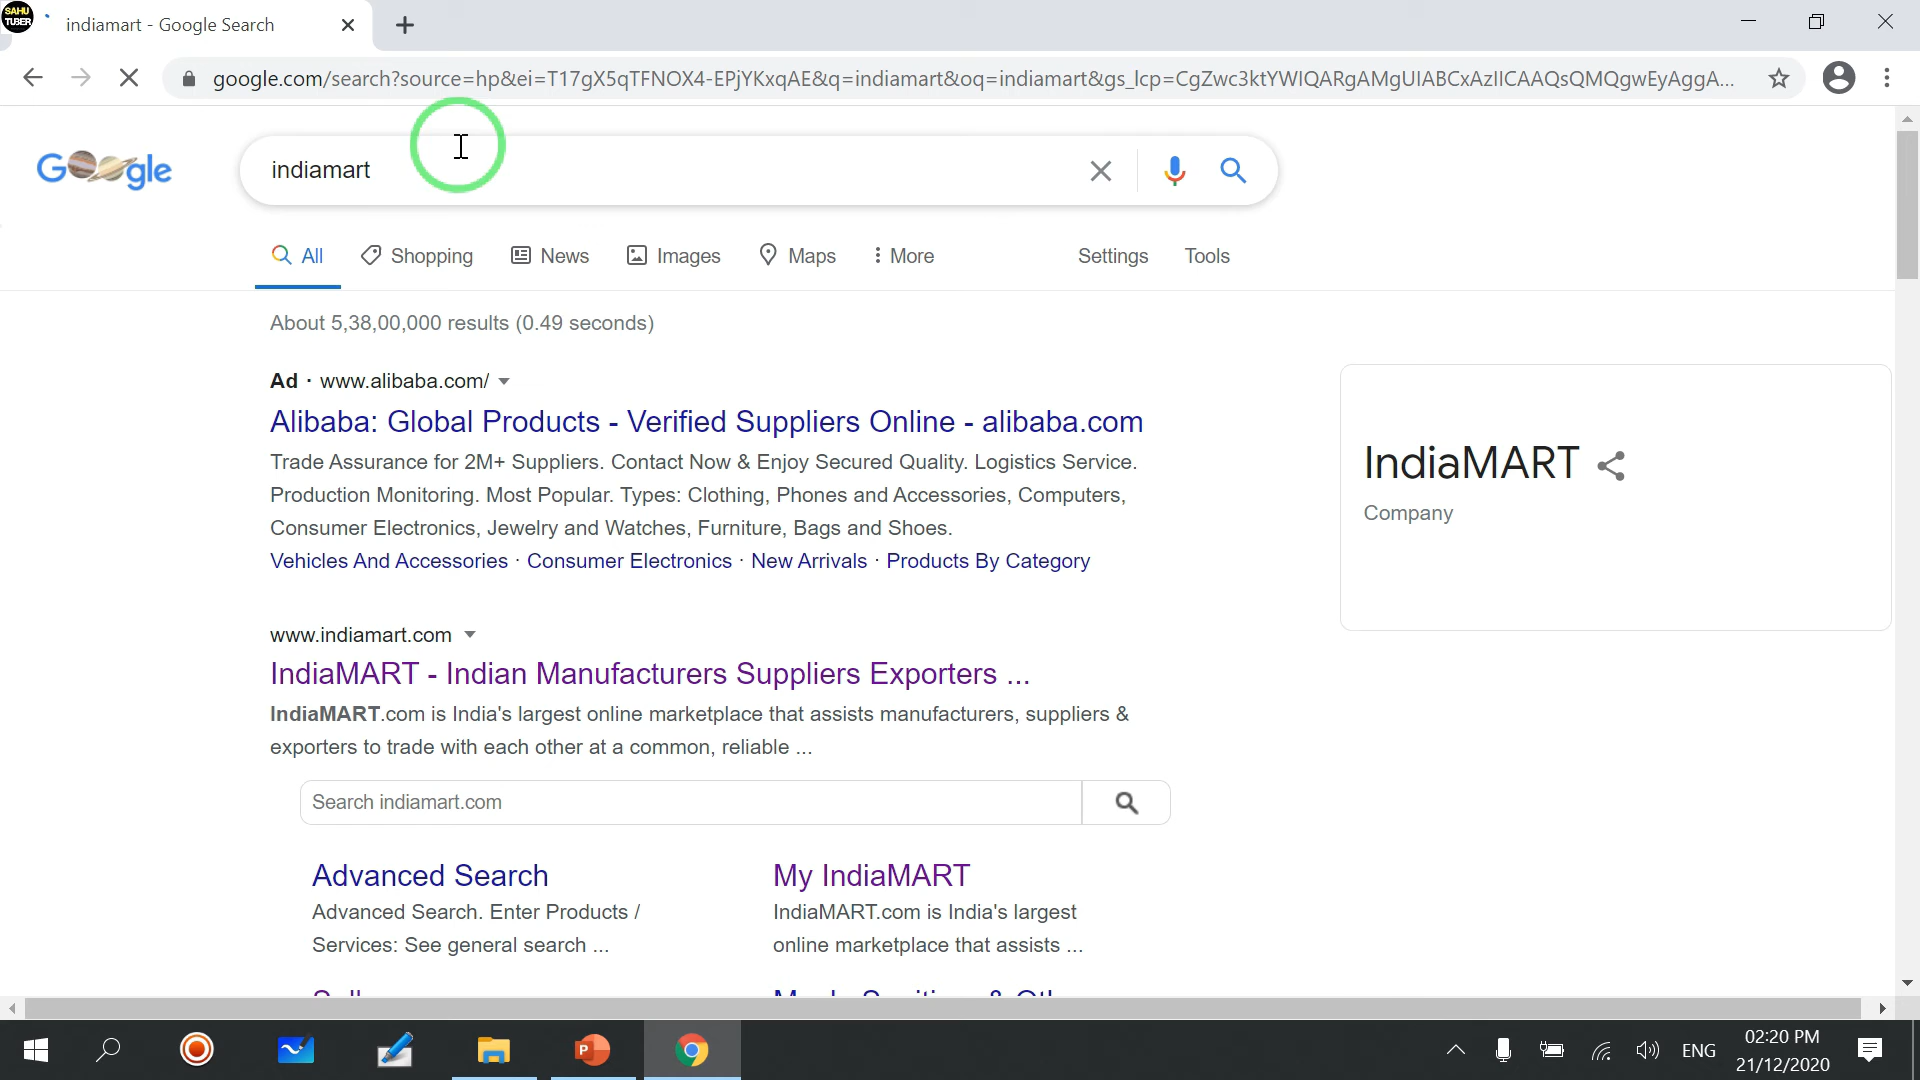 SAHU
TUBER
indiamart - Google Search
google.com/search?source=hp&ei=T17gX5qTFNOX4-EPjYKxqAE&q=indiamart&oq=indiamart&gs_lcp=CgZwc3ktYWIQARgAMgUIABCxAzIICAAQsQMQgwEyAggA...
Google
indiamart
All Shopping News Images Maps More Settings Tools
About 5,38,00,000 results (0.49 seconds)
Ad · www.alibaba.com/
Alibaba: Global Products - Verified Suppliers Online - alibaba.com
Trade Assurance for 2M+ Suppliers. Contact Now & Enjoy Secured Quality. Logistics Service.
Production Monitoring. Most Popular. Types: Clothing, Phones and Accessories, Computers,
Consumer Electronics, Jewelry and Watches, Furniture, Bags and Shoes.
Vehicles And Accessories · Consumer Electronics · New Arrivals · Products By Category
IndiaMART
Company
www.indiamart.com
IndiaMART - Indian Manufacturers Suppliers Exporters ...
IndiaMART.com is India's largest online marketplace that assists manufacturers, suppliers &
exporters to trade with each other at a common, reliable ...
Search indiamart.com
Advanced Search
Advanced Search. Enter Products /
Services: See general search ...
My IndiaMART
IndiaMART.com is India's largest
online marketplace that assists ...
ENG
02:20 PM
21/12/2020